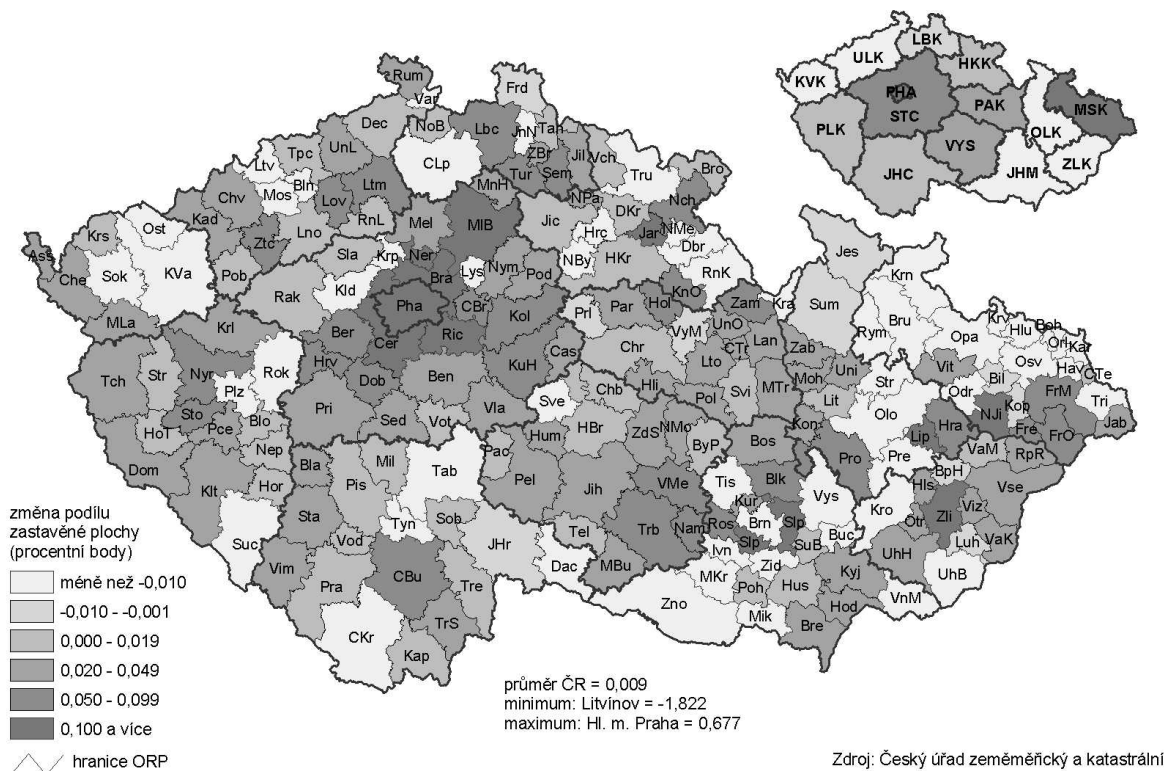 KVK ULK LBK HKK PHA STC PAK MSK PLK VYS OLK JHC JHM ZLK
Rum Var Frd
Dec NoB Lbc JnN Tan
Tpc UnL CLp ZBr Jil Vch
Ltv Bln Ltm Tur Sem Tru Bro
Mos Chv Lov MnH NPa Nch
Kad RnL Mel MlB Jic DKr Jar NMe
Krs Ost Ztc Lno Hrc Dbr
Ass Che Sok KVa Pob Sla Krp Ner Lys Nym Pod NBy HKr RnK Jes
Rak Kld Bra Krn
MLa Krl Pha CBr Kol Prl Par Hol KnO Zam Kra Sum Rym Bru Krv Hlu Boh
Ber Cer Ric VyM UnO Opa Orl Kar
Tch Str Nyr Rok Hrv KuH Cas Chr CTr Lan Zab Osv Hav CTe
Plz Dob Ben Lto Moh Uni Str Vit Bil
Sto Pri Chb Hli Svi MTr Lit Odr FrM Tri
HoT Pce Blo Sed Vot Vla Sve Pol Olo NJi Kop Jab
Nep HBr ZdS NMo Kon Lip Hra Fre FrO
Dom Hum ByP Bos Pro Pre VaM RpR
Klt Hor Bla Mil Tab Pac BpH
Pis Pel Jih VMe Tis Blk Vys Hls Vse
Sta Kur Kro Zli Viz
Suc Tyn Sob Trb Nam Ros Brn Slp Otr
Vod JHr Tel Slp SuB Buc Luh VaK
Vim CBu Dac MBu Ivn UhH
Pra Tre MKr Zid Kyj UhB
Zno Poh Hus
CKr TrS Mik Hod VnM
Kap Bre
změna podílu
zastavěné plochy
(procentní body)
méně než -0,010
-0,010 - -0,001
0,000 - 0,019
0,020 - 0,049
0,050 - 0,099
0,100 a více
hranice ORP
průměr ČR = 0,009
minimum: Litvínov = -1,822
maximum: Hl. m. Praha = 0,677
Zdroj: Český úřad zeměměřický a katastrální